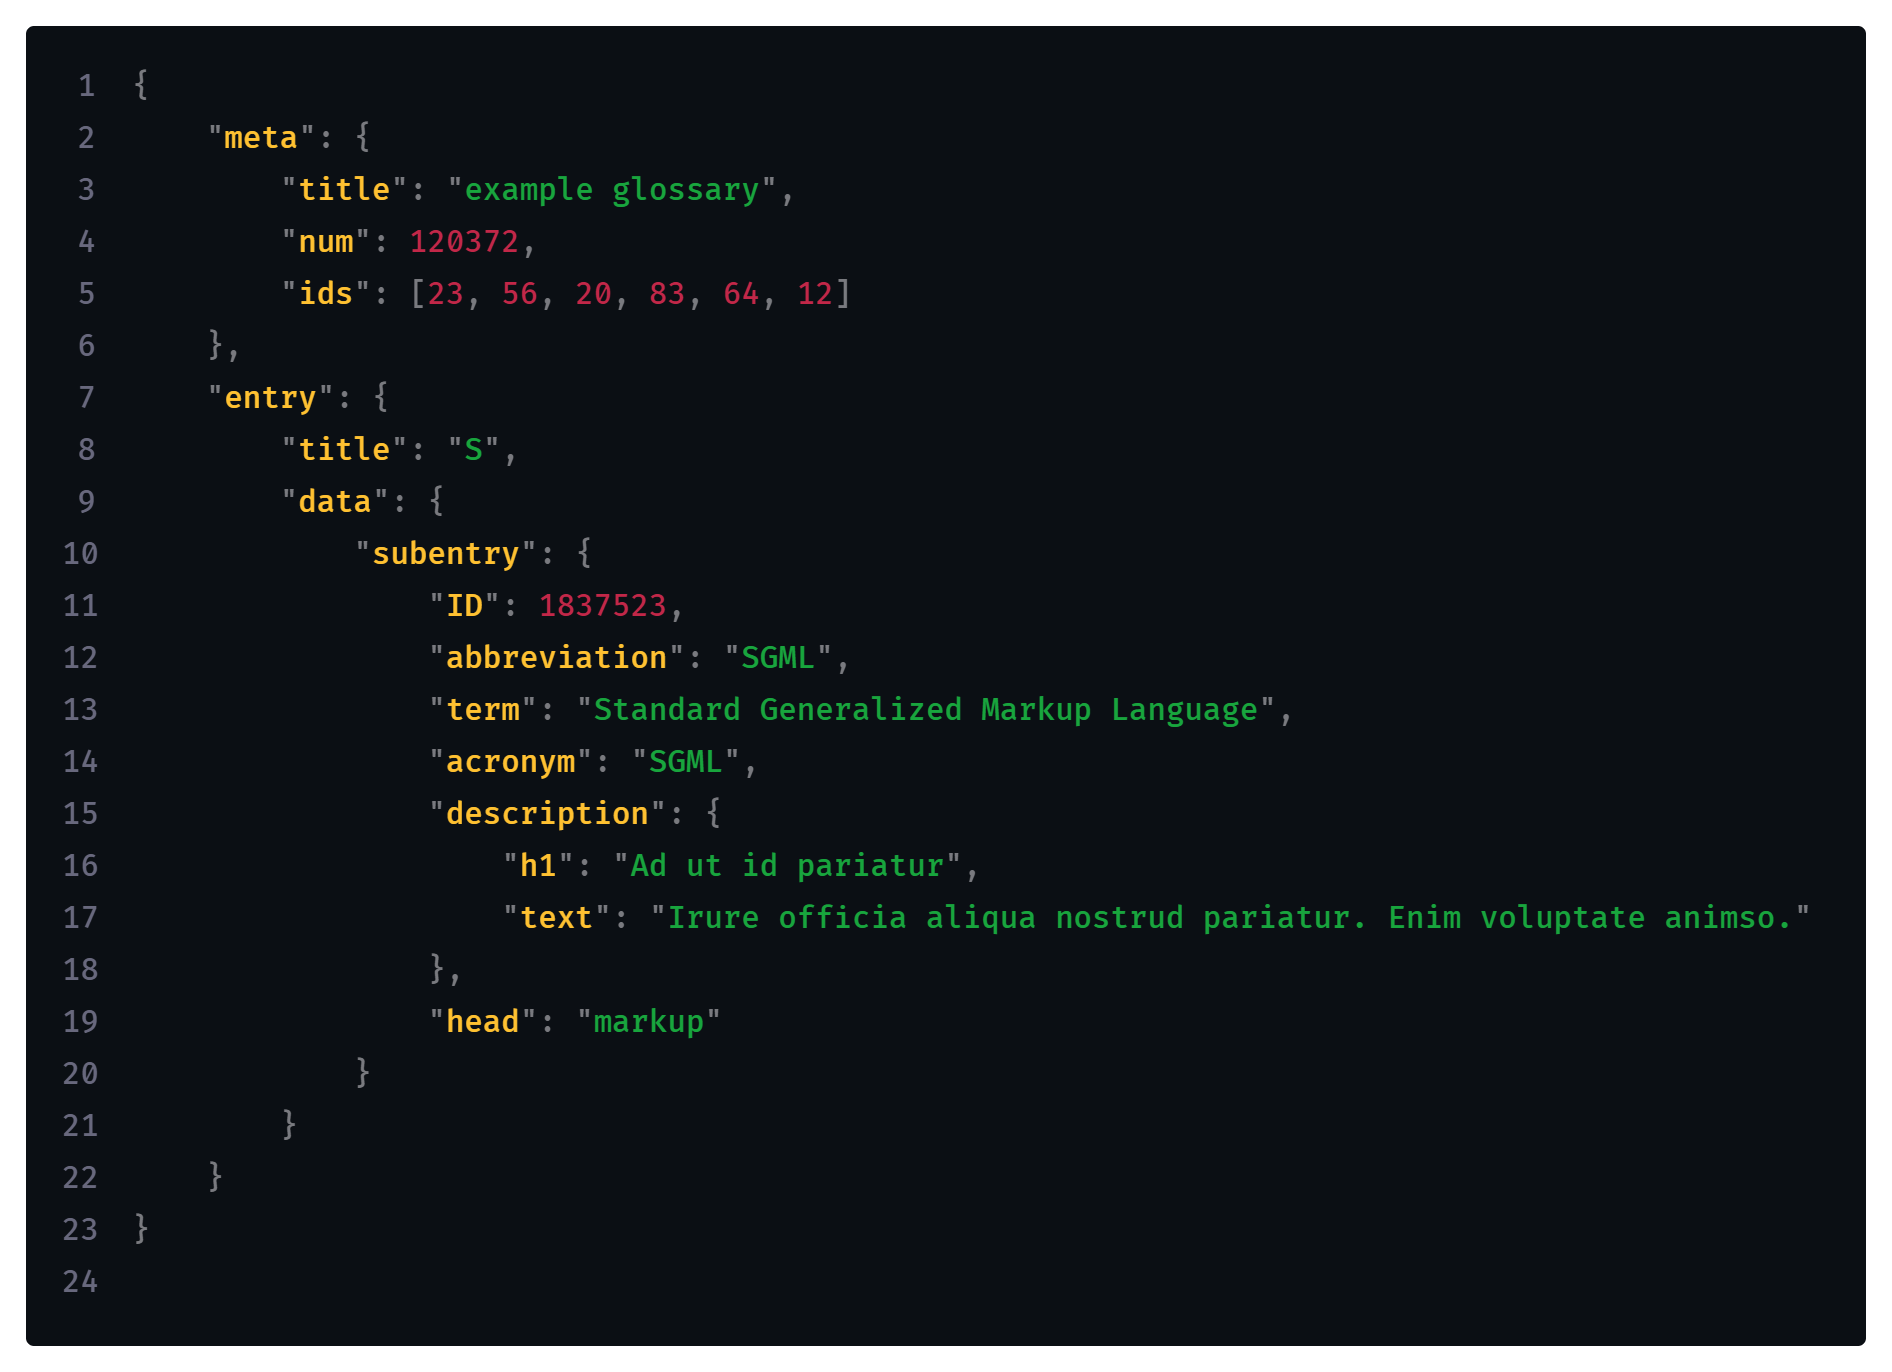 1 {
2     "meta": {
3         "title": "example glossary",
4         "num": 120372,
5         "ids": [23, 56, 20, 83, 64, 12]
6     },
7     "entry": {
8         "title": "S",
9         "data": {
10             "subentry": {
11                 "ID": 1837523,
12                 "abbreviation": "SGML",
13                 "term": "Standard Generalized Markup Language",
14                 "acronym": "SGML",
15                 "description": {
16                     "h1": "Ad ut id pariatur",
17                     "text": "Irure officia aliqua nostrud pariatur. Enim voluptate animso."
18                 },
19                 "head": "markup"
20             }
21         }
22     }
23 }
24